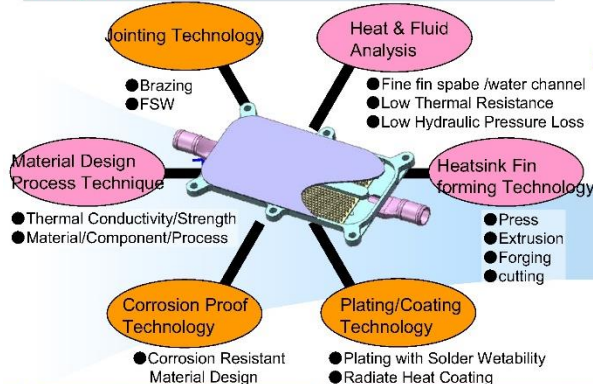 Jointing Technology
●Brazing
●FSW
Heat & Fluid
Analysis
●Fine fin spabe /water channel
●Low Thermal Resistance
●Low Hydraulic Pressure Loss
Material Design
Process Technique
●Thermal Conductivity/Strength
●Material/Component/Process
Heatsink Fin
forming Technology
●Press
●Extrusion
●Forging
●cutting
Corrosion Proof
Technology
●Corrosion Resistant
Material Design
Plating/Coating
Technology
●Plating with Solder Wetability
●Radiate Heat Coating